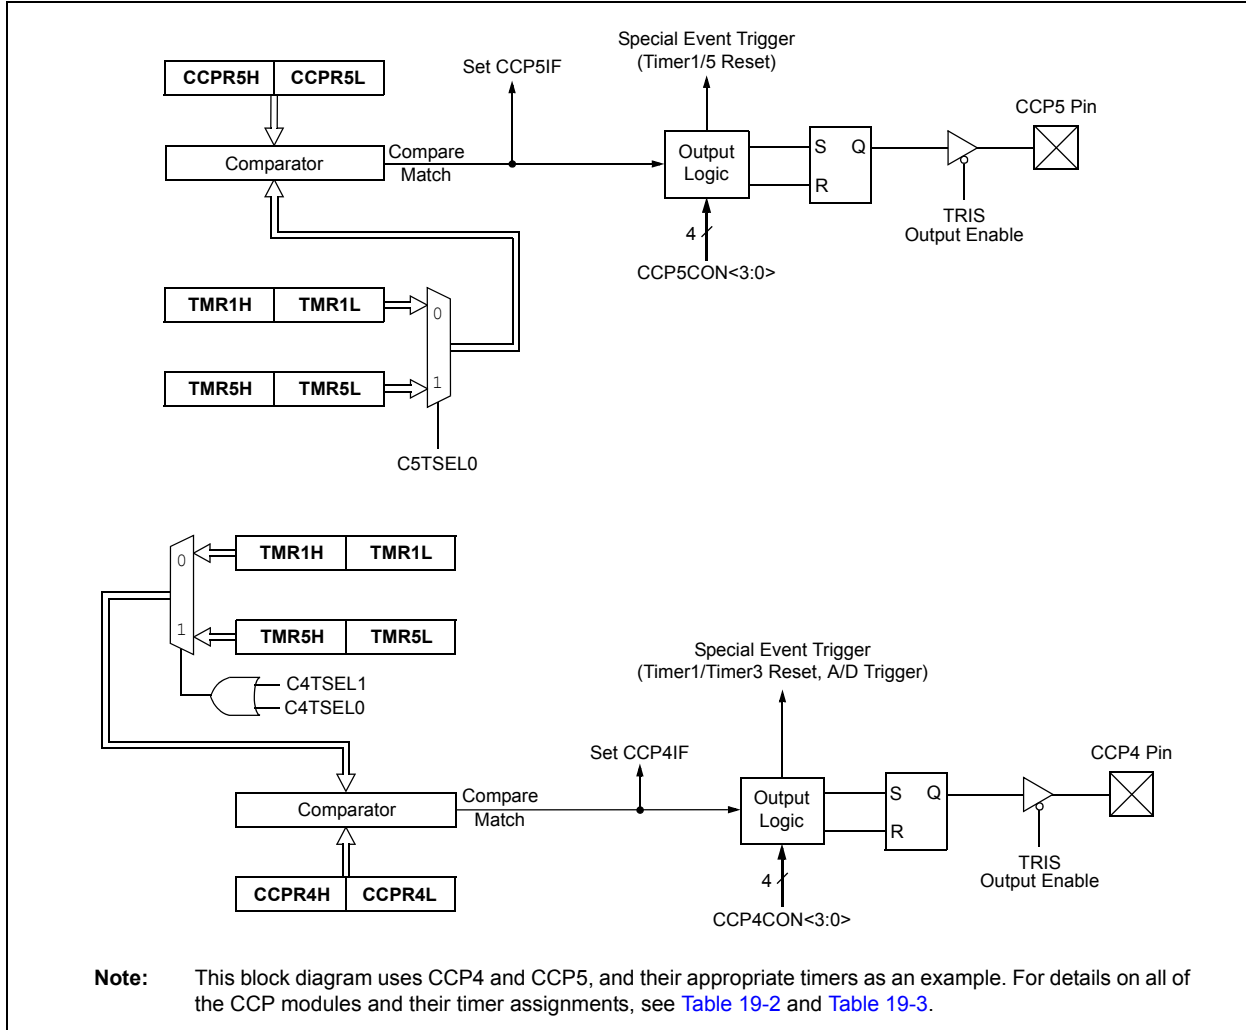 Special Event Trigger
(Timer1/5 Reset)
Set CCP5IF
CCPR5H CCPR5L
CCP5 Pin
Comparator
Compare
Match
Output
Logic
S Q
R
TRIS
Output Enable
4
CCP5CON<3:0>
TMR1H TMR1L
0
TMR5H TMR5L
1
C5TSEL0
0
TMR1H TMR1L
1
TMR5H TMR5L
C4TSEL1
C4TSEL0
Special Event Trigger
(Timer1/Timer3 Reset, A/D Trigger)
Set CCP4IF
CCP4 Pin
Comparator
Compare
Match
Output
Logic
S Q
R
TRIS
Output Enable
4
CCPR4H CCPR4L
CCP4CON<3:0>
Note: This block diagram uses CCP4 and CCP5, and their appropriate timers as an example. For details on all of
the CCP modules and their timer assignments, see Table 19-2 and Table 19-3.